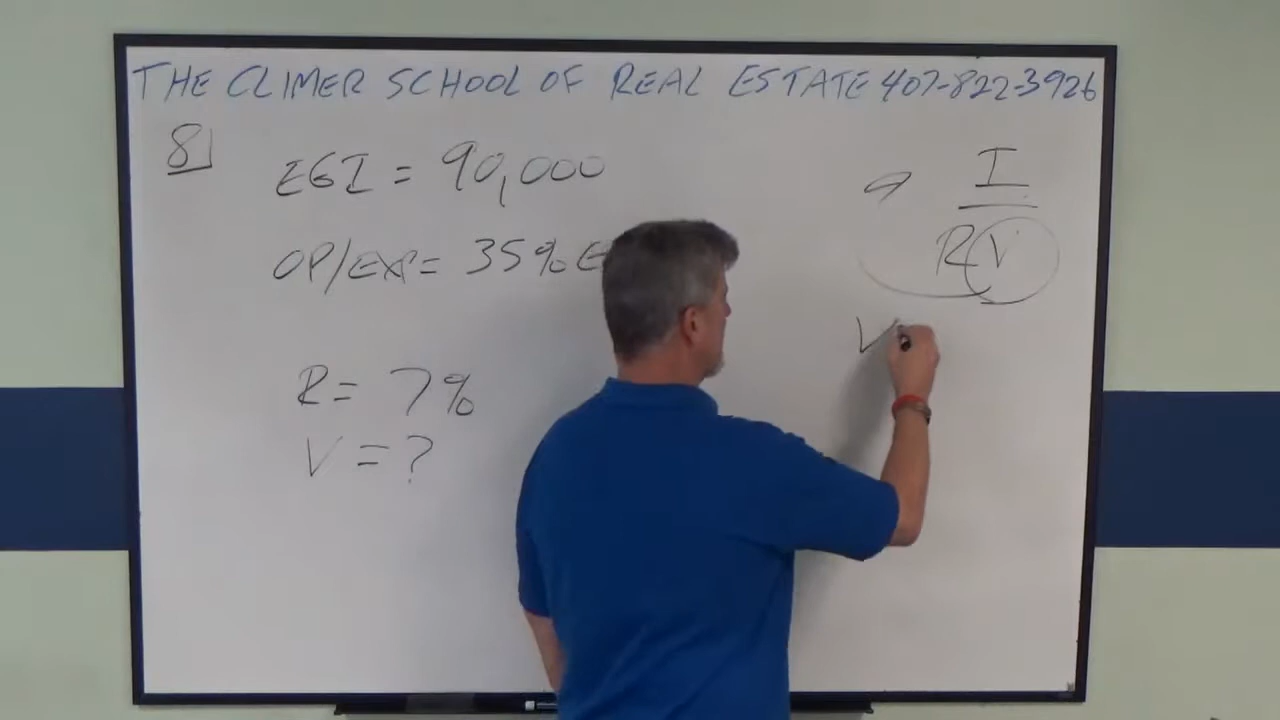 THE CLIMER SCHOOL OF REAL ESTATE 407-822-3926
8
EGI = 90,000
OP/EXP = 35% E
R = 7%
V = ?
I
R V
V